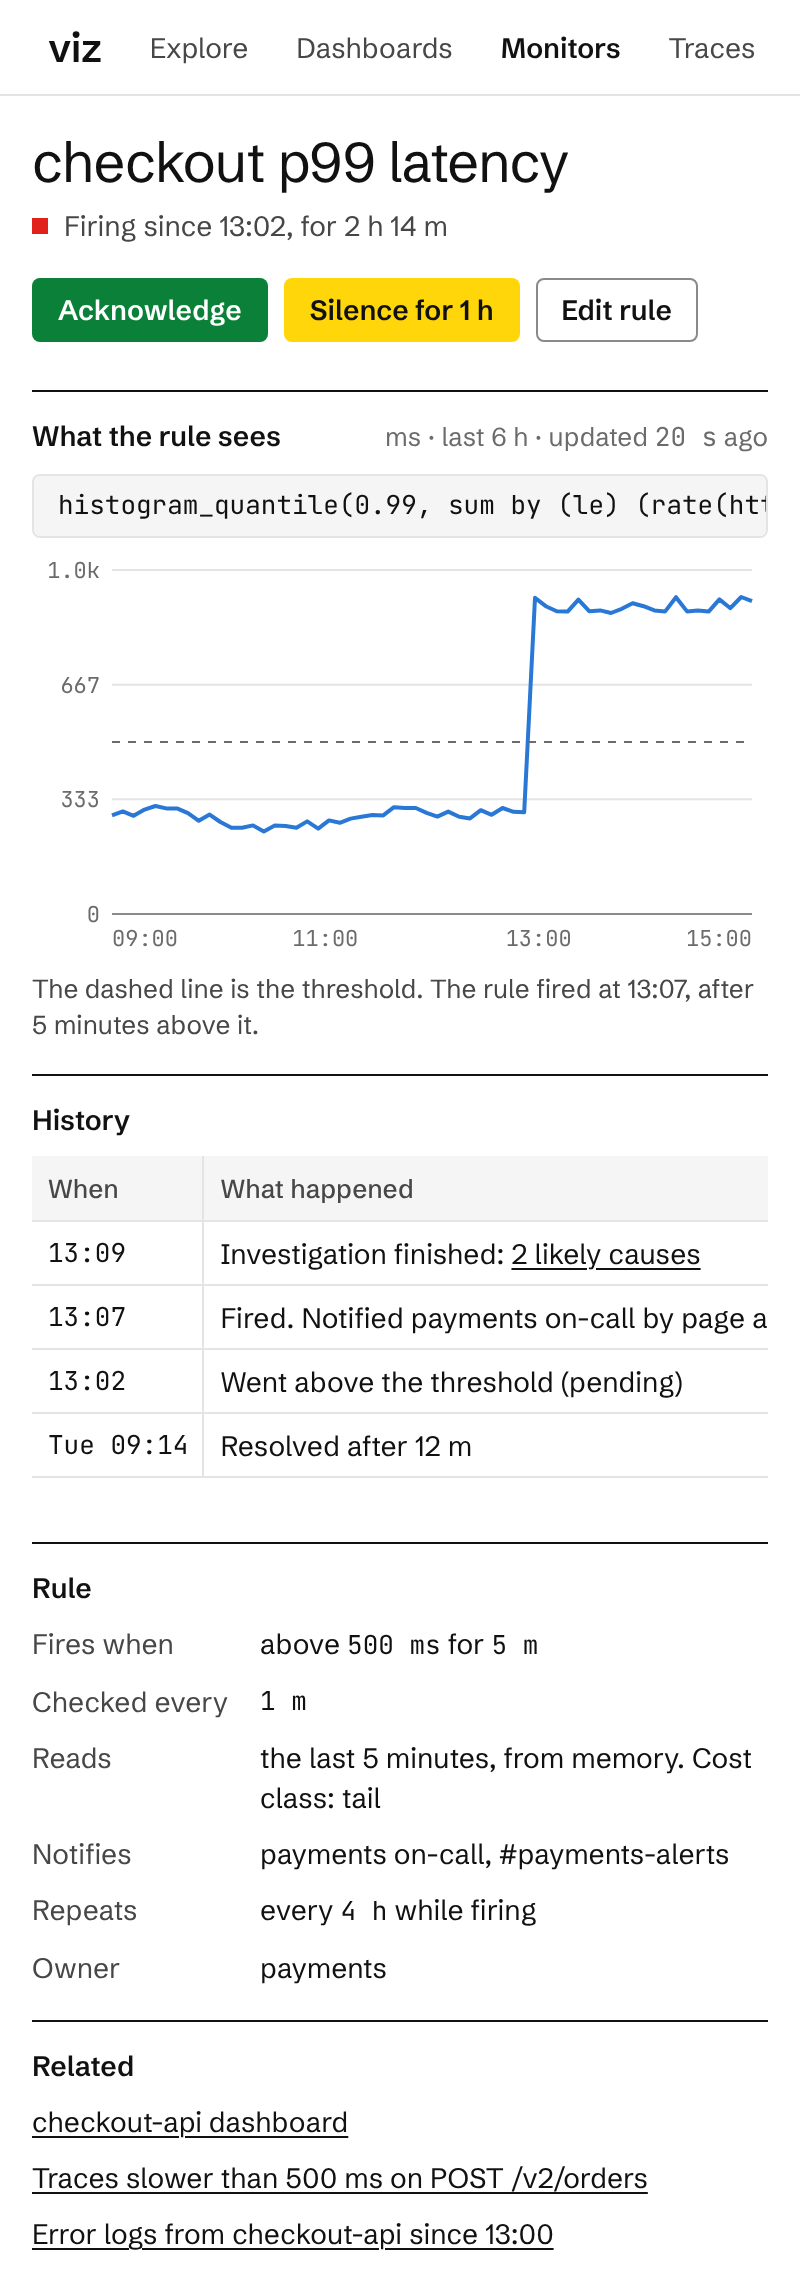 viz Explore Dashboards Monitors Traces
checkout p99 latency
Firing since 13:02, for 2 h 14 m
Acknowledge Silence for 1 h Edit rule
What the rule sees ms · last 6 h · updated 20 s ago
histogram_quantile(0.99, sum by (le) (rate(htt
1.0k
667
333
0
09:00 11:00 13:00 15:00
The dashed line is the threshold. The rule fired at 13:07, after
5 minutes above it.
History
When What happened
13:09 Investigation finished: 2 likely causes
13:07 Fired. Notified payments on-call by page a
13:02 Went above the threshold (pending)
Tue 09:14 Resolved after 12 m
Rule
Fires when above 500 ms for 5 m
Checked every 1 m
Reads the last 5 minutes, from memory. Cost
class: tail
Notifies payments on-call, #payments-alerts
Repeats every 4 h while firing
Owner payments
Related
checkout-api dashboard
Traces slower than 500 ms on POST /v2/orders
Error logs from checkout-api since 13:00